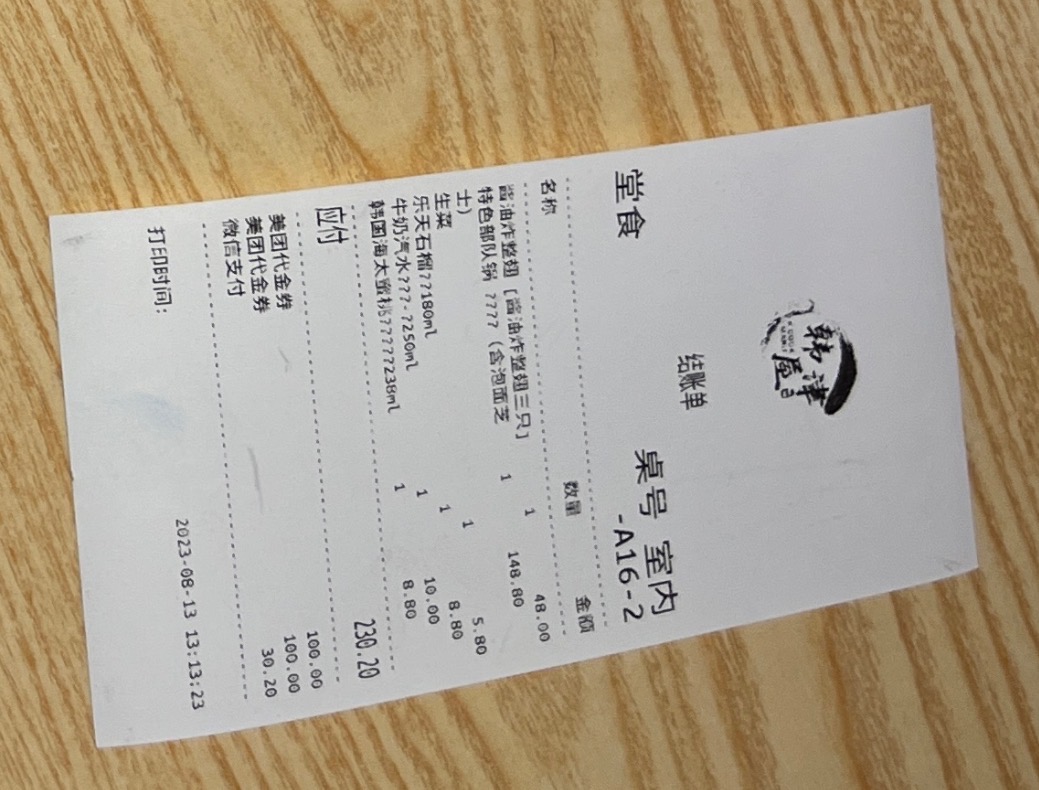 韩津
屋
结账单
堂食
桌号 室内
-A16-2
名称 数量 金额
酱油炸整翅 [酱油炸整翅三只] 1 48.00
特色部队锅 ???? (含泡面芝 1 148.80
士)
生菜 1 5.80
乐天石榴??180ml 1 8.80
牛奶汽水???-?250ml 1 10.00
韩国海太蜜桃?????238ml 1 8.80
应付 230.20
美团代金券 100.00
美团代金券 100.00
微信支付 30.20
打印时间: 2023-08-13 13:13:23